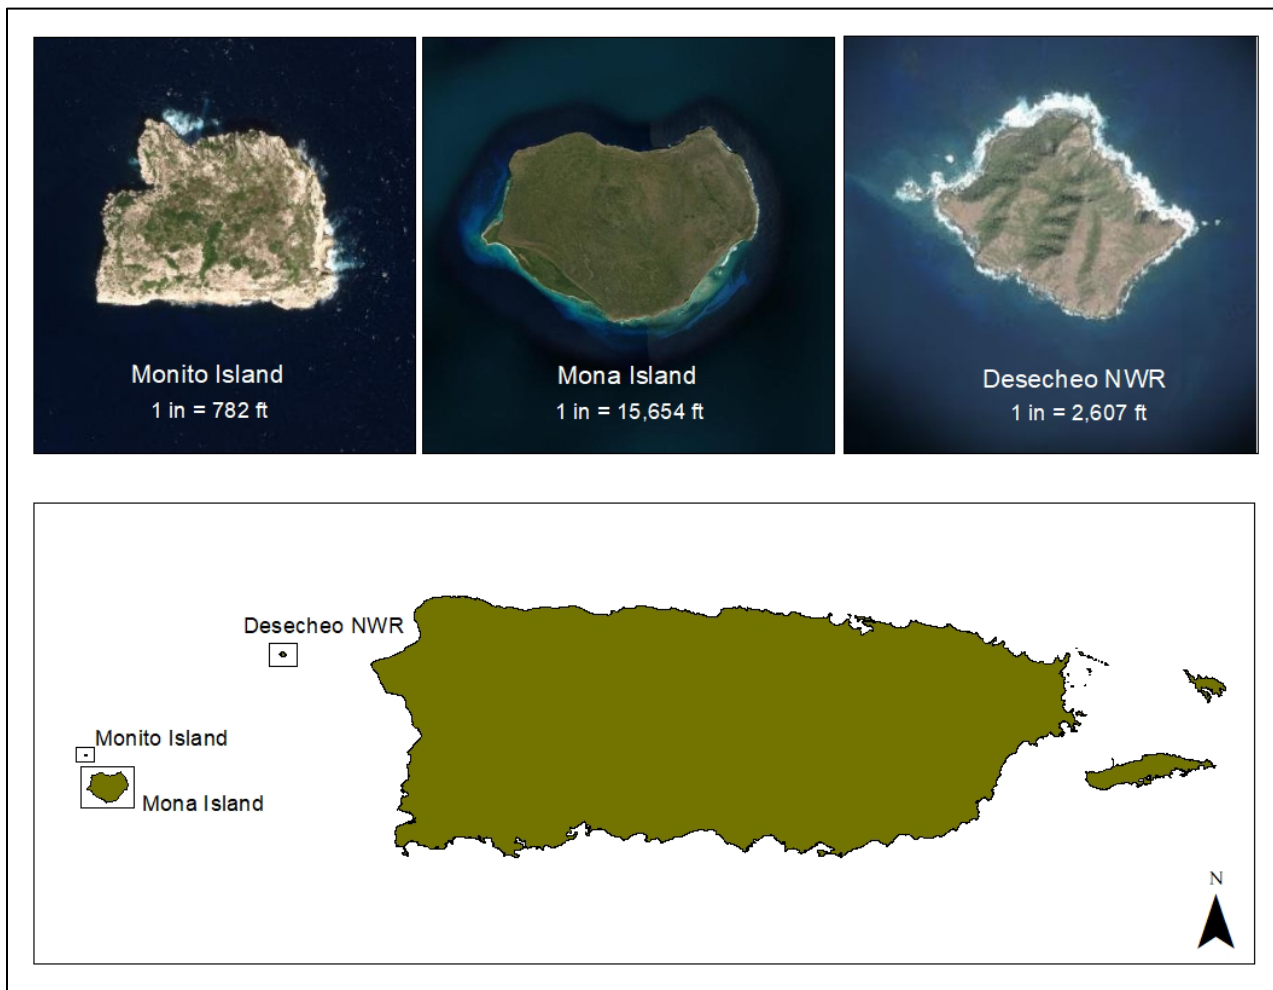 Monito Island
1 in = 782 ft
Mona Island
1 in = 15,654 ft
Desecheo NWR
1 in = 2,607 ft
Desecheo NWR
Monito Island
Mona Island
N